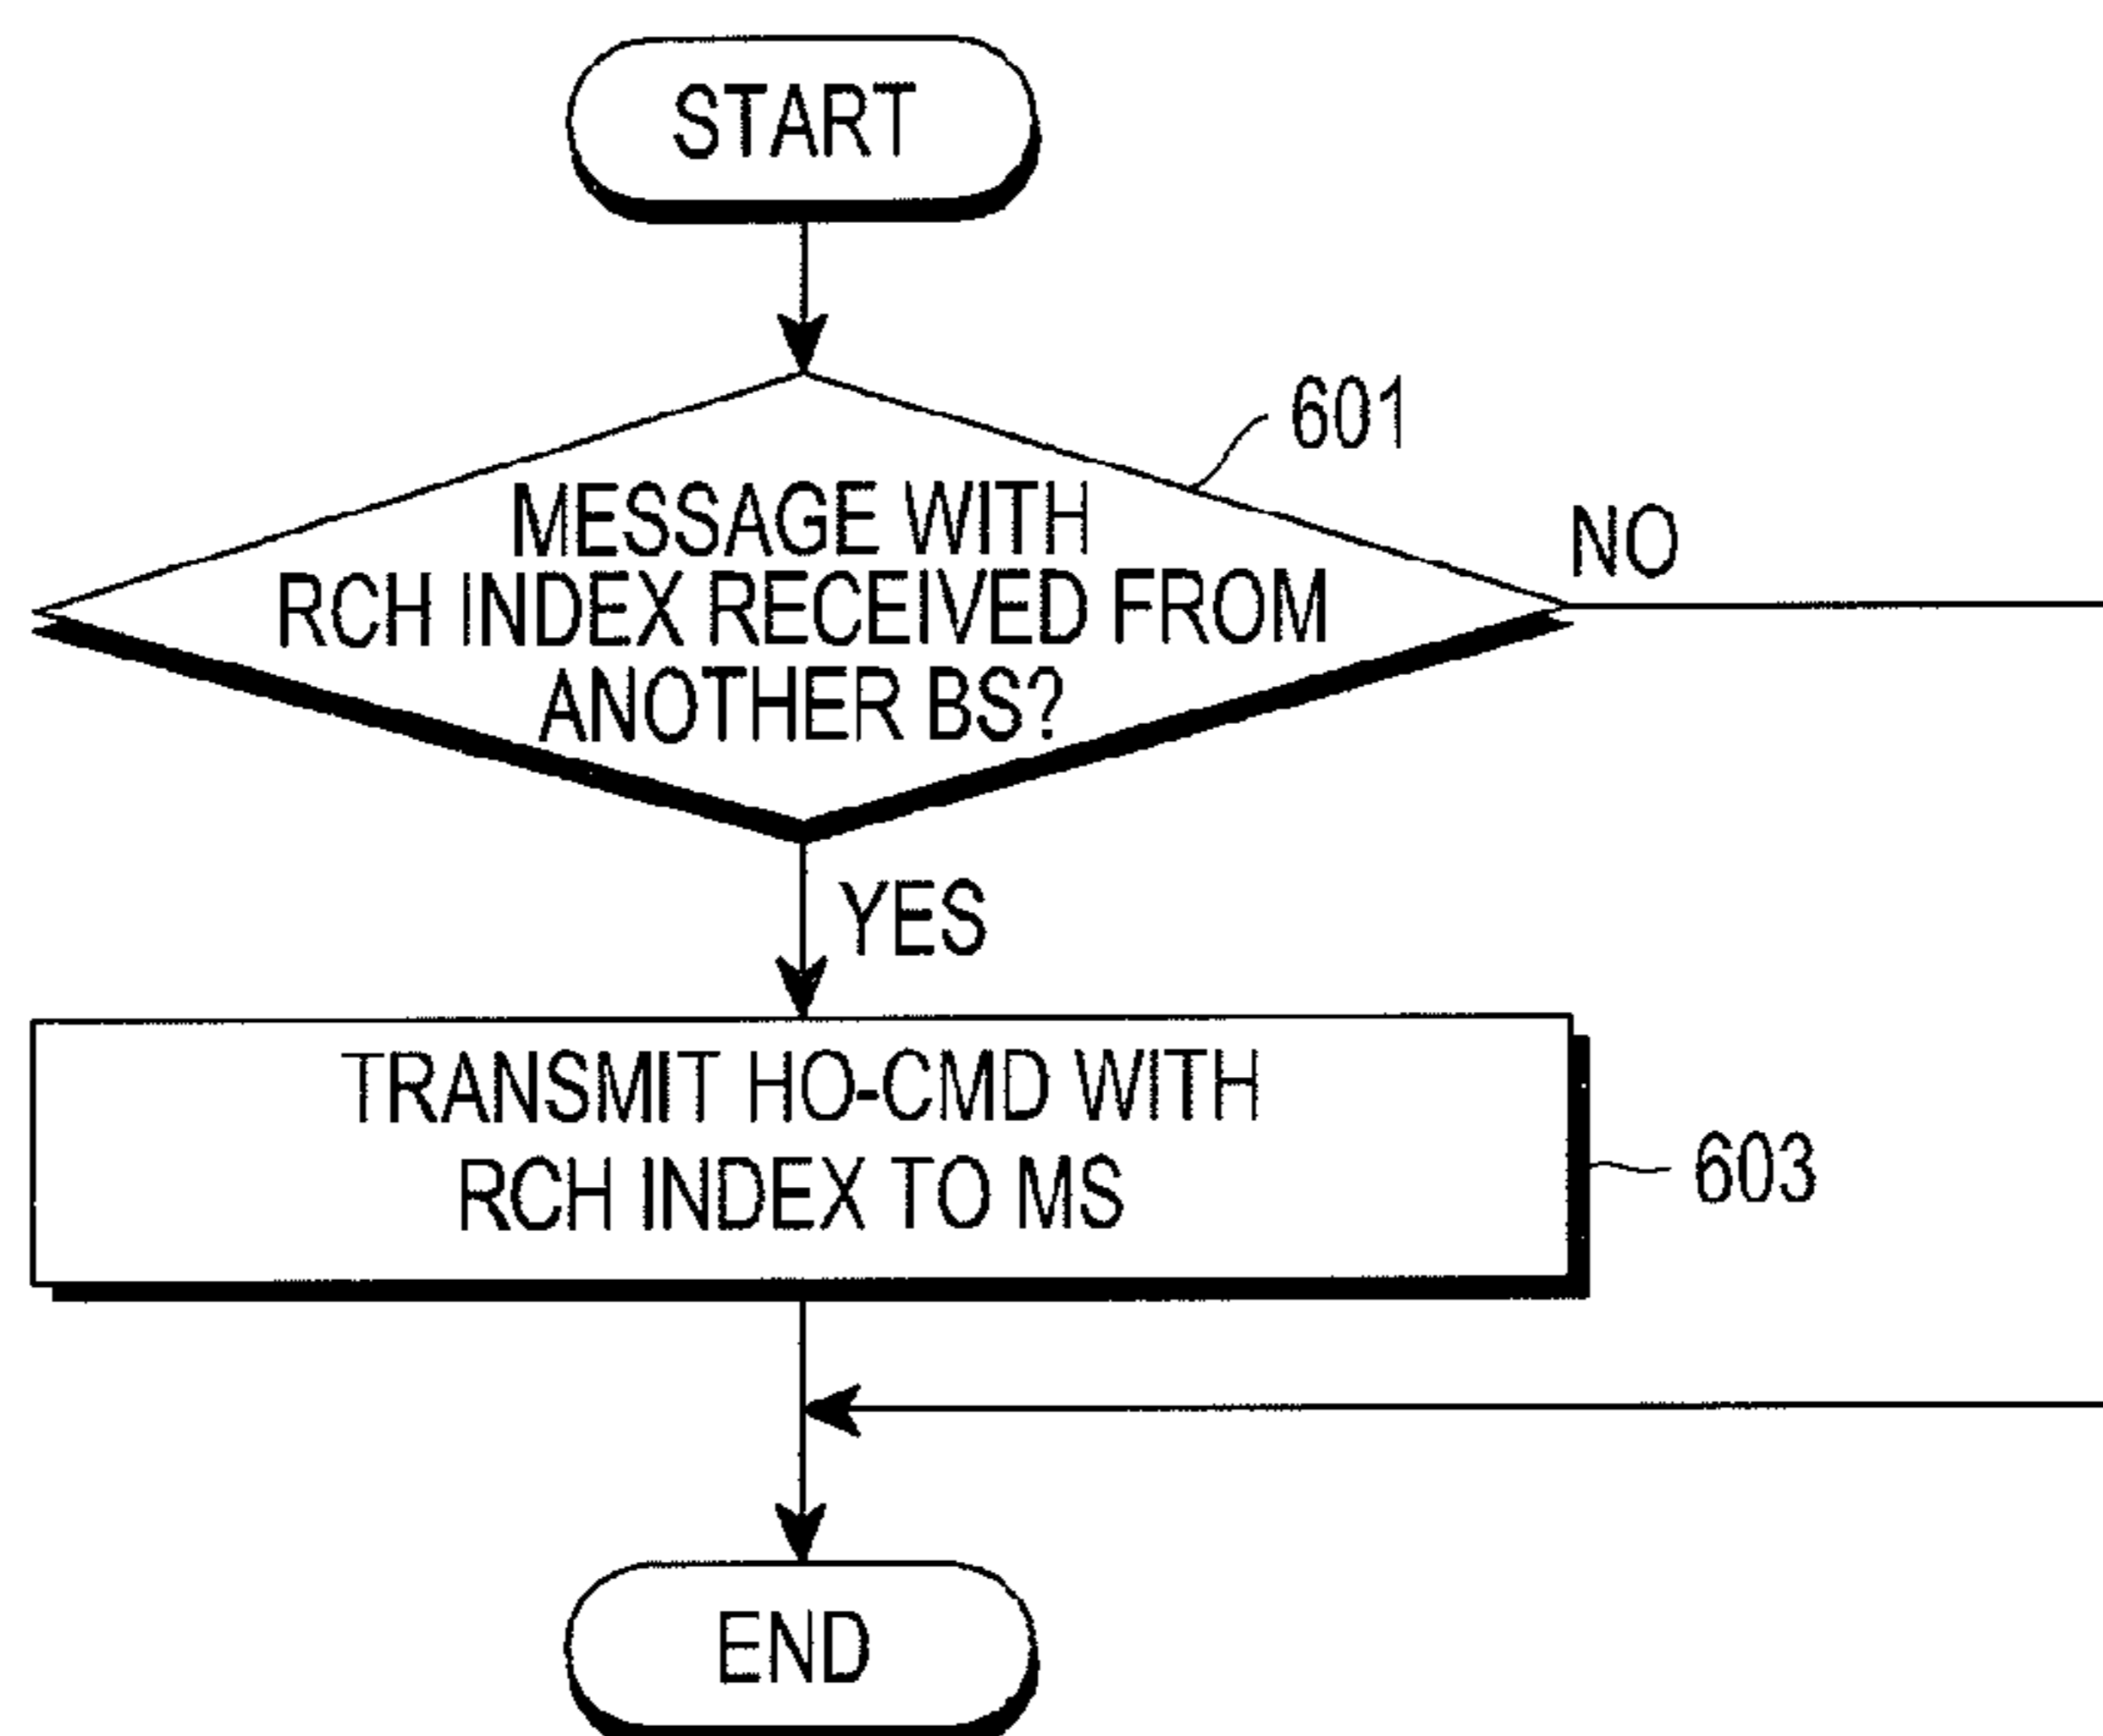 START
601
MESSAGE WITH
RCH INDEX RECEIVED FROM
ANOTHER BS?
NO
YES
TRANSMIT HO-CMD WITH
RCH INDEX TO MS
603
END